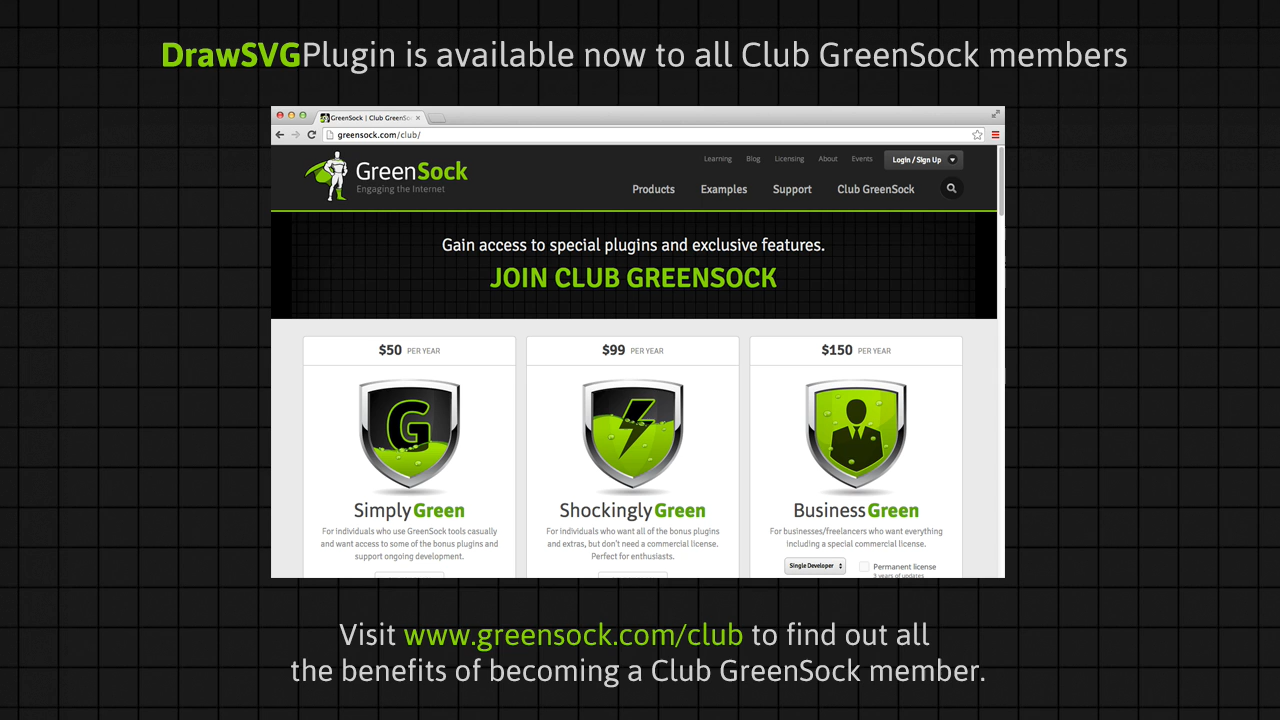 DrawSVGPlugin is available now to all Club GreenSock members
GreenSock | Club GreenSo
greensock.com/club/
Learning Blog Licensing About Events Login / Sign Up
GreenSock
Engaging the Internet
Products Examples Support Club GreenSock
Gain access to special plugins and exclusive features.
JOIN CLUB GREENSOCK
$50 PER YEAR
$99 PER YEAR
$150 PER YEAR
G
SimplyGreen
For individuals who use GreenSock tools casually
and want access to some of the bonus plugins and
support ongoing development.
ShockinglyGreen
For individuals who want all of the bonus plugins
and extras, but don't need a commercial license.
Perfect for enthusiasts.
BusinessGreen
For businesses/freelancers who want everything
including a special commercial license.
Single Developer
Permanent license
3 years of updates
Visit www.greensock.com/club to find out all
the benefits of becoming a Club GreenSock member.